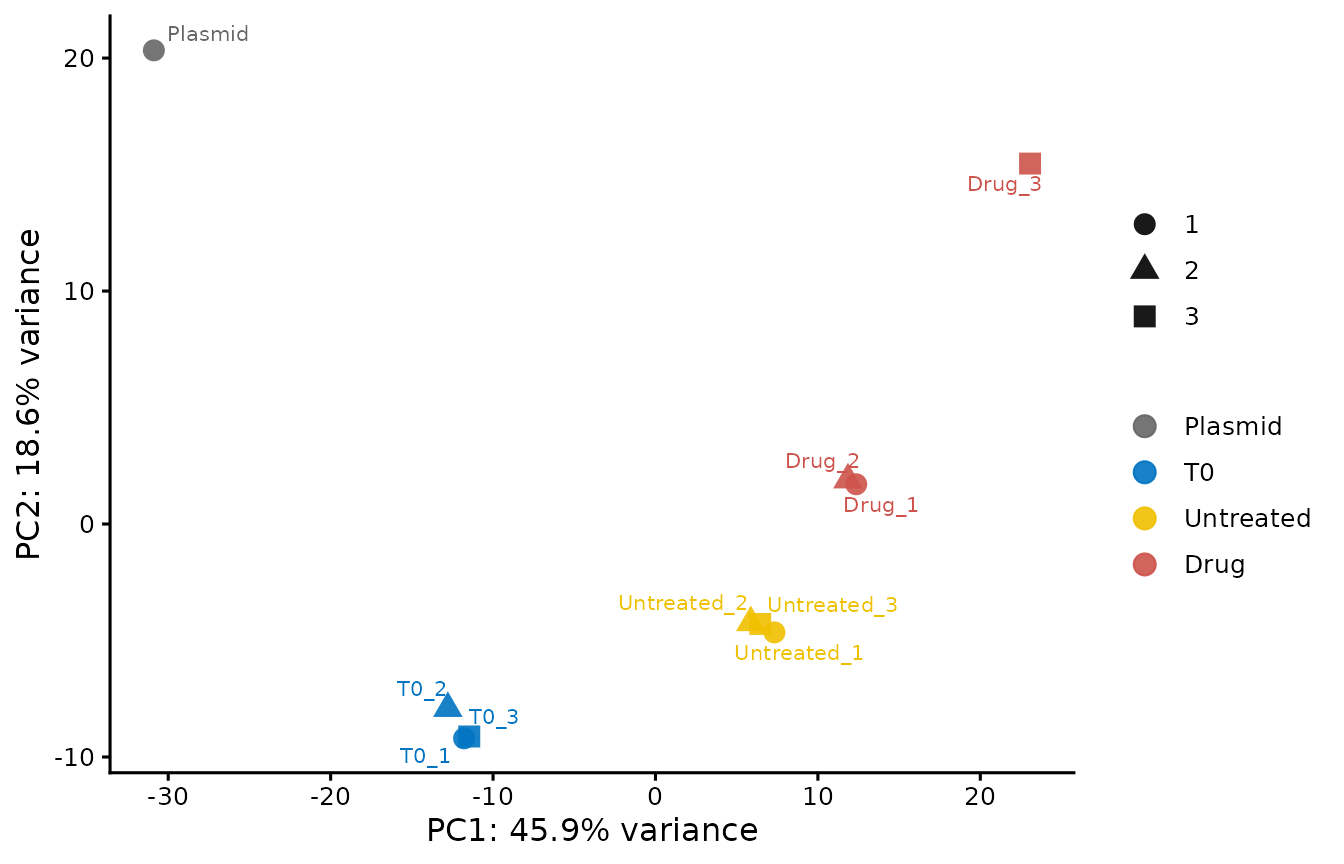 Plasmid
20
Drug_3
1
10
2
3
Plasmid
Drug_2
T0
Drug_1
0
Untreated
Drug
Untreated_2
Untreated_3
Untreated_1
T0_2
T0_3
T0_1
-10
-30
-20
-10
0
10
20
PC1: 45.9% variance
PC2: 18.6% variance